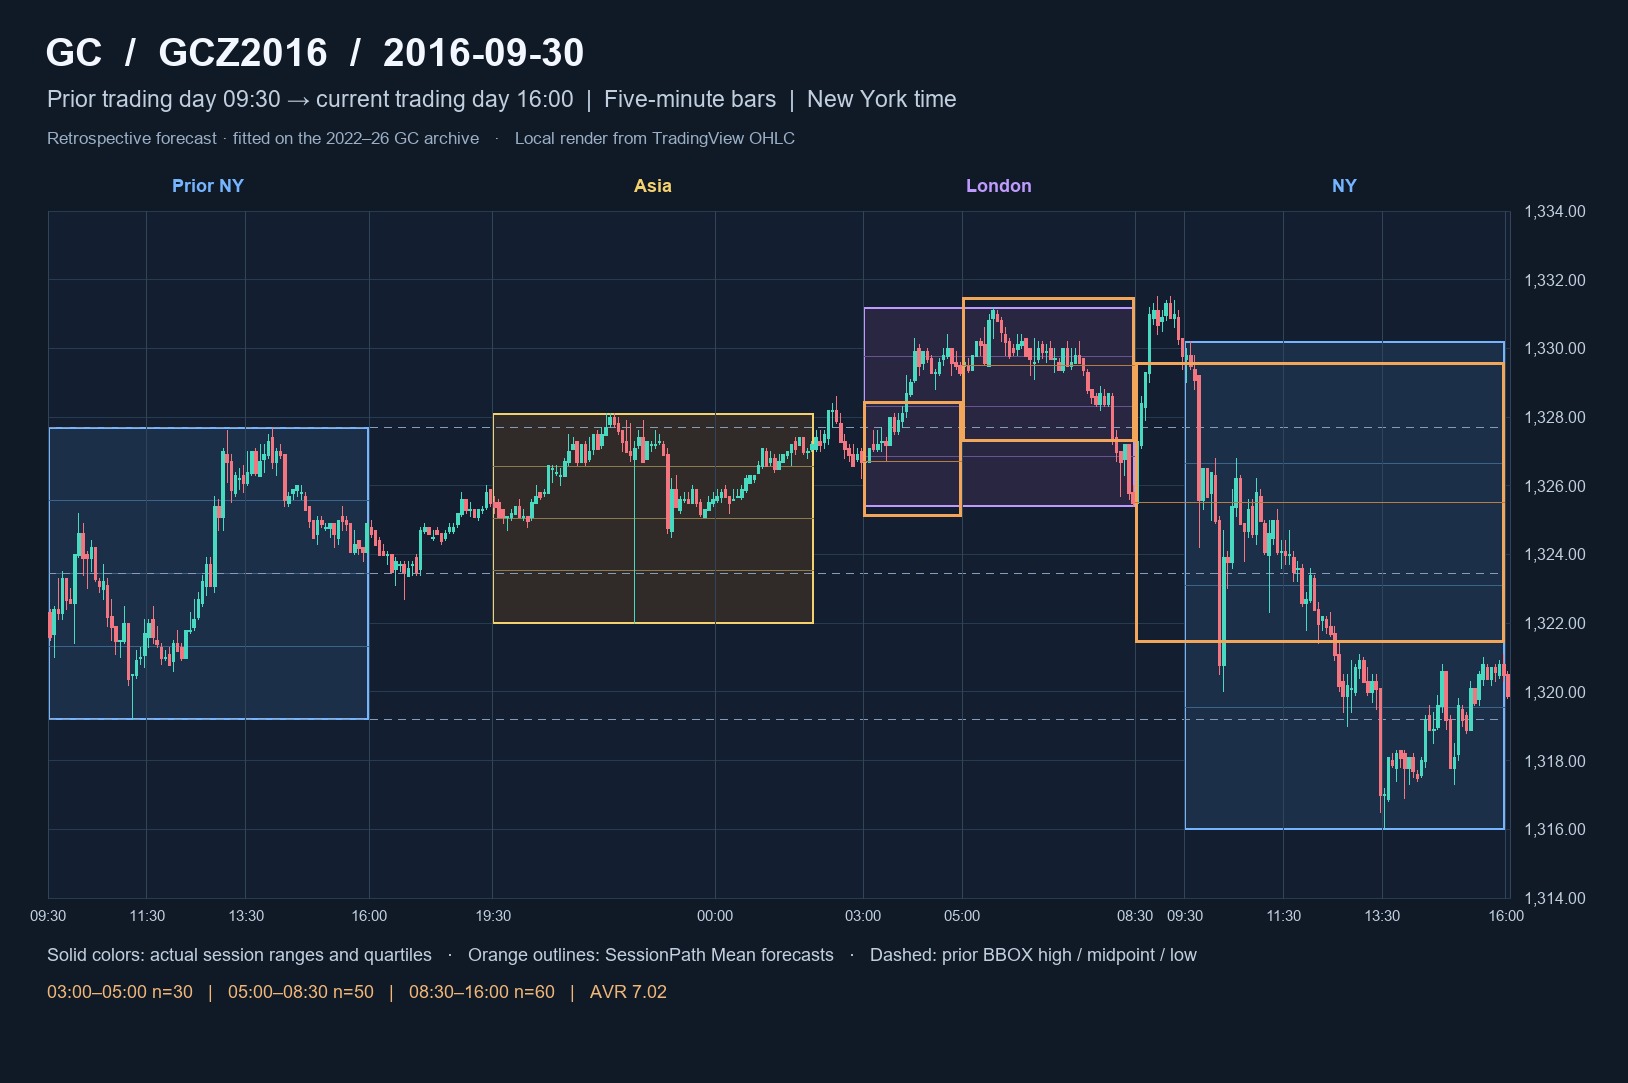 GC / GCZ2016 / 2016-09-30
Prior trading day 09:30 → current trading day 16:00 | Five-minute bars | New York time
Retrospective forecast · fitted on the 2022–26 GC archive · Local render from TradingView OHLC
Prior NY Asia London NY
1,334.00
1,332.00
1,330.00
1,328.00
1,326.00
1,324.00
1,322.00
1,320.00
1,318.00
1,316.00
1,314.00
09:30 11:30 13:30 16:00 19:30 00:00 03:00 05:00 08:30 09:30 11:30 13:30 16:00
Solid colors: actual session ranges and quartiles · Orange outlines: SessionPath Mean forecasts · Dashed: prior BBOX high / midpoint / low
03:00–05:00 n=30 | 05:00–08:30 n=50 | 08:30–16:00 n=60 | AVR 7.02